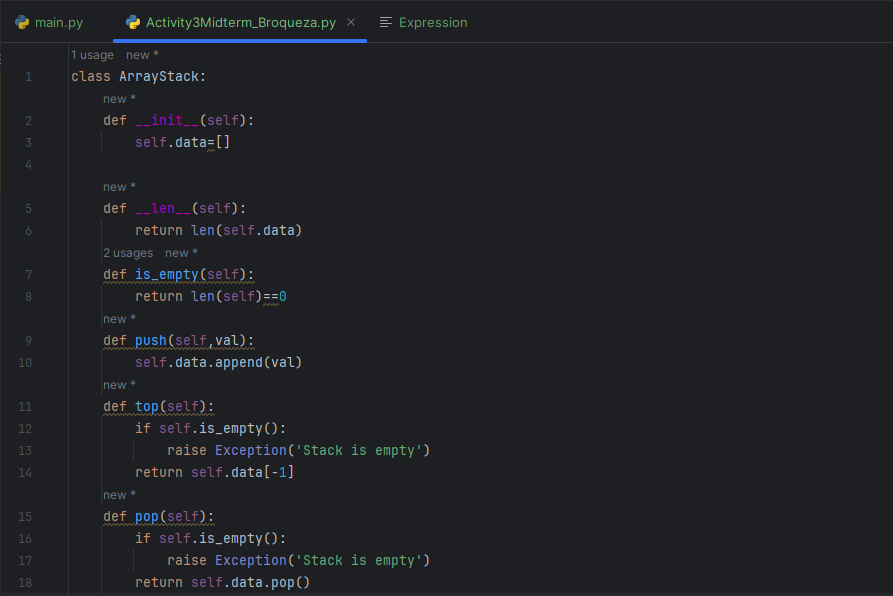 main.py Activity3Midterm_Broqueza.py × Expression
1 usage new *
1 class ArrayStack:
new *
2 def __init__(self):
3 self.data=[]
4
new *
5 def __len__(self):
6 return len(self.data)
2 usages new *
7 def is_empty(self):
8 return len(self)==0
new *
9 def push(self,val):
10 self.data.append(val)
new *
11 def top(self):
12 if self.is_empty():
13 raise Exception('Stack is empty')
14 return self.data[-1]
new *
15 def pop(self):
16 if self.is_empty():
17 raise Exception('Stack is empty')
18 return self.data.pop()